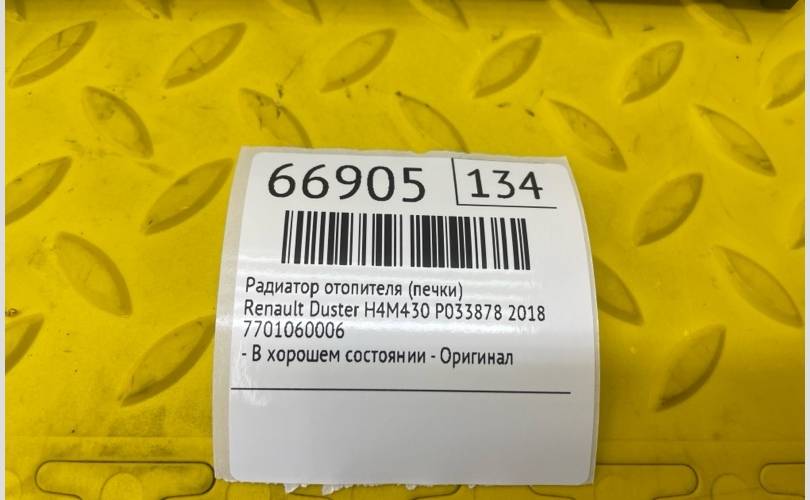 66905 134
Радиатор отопителя (печки)
Renault Duster H4M430 P033878 2018
7701060006
- В хорошем состоянии - Оригинал